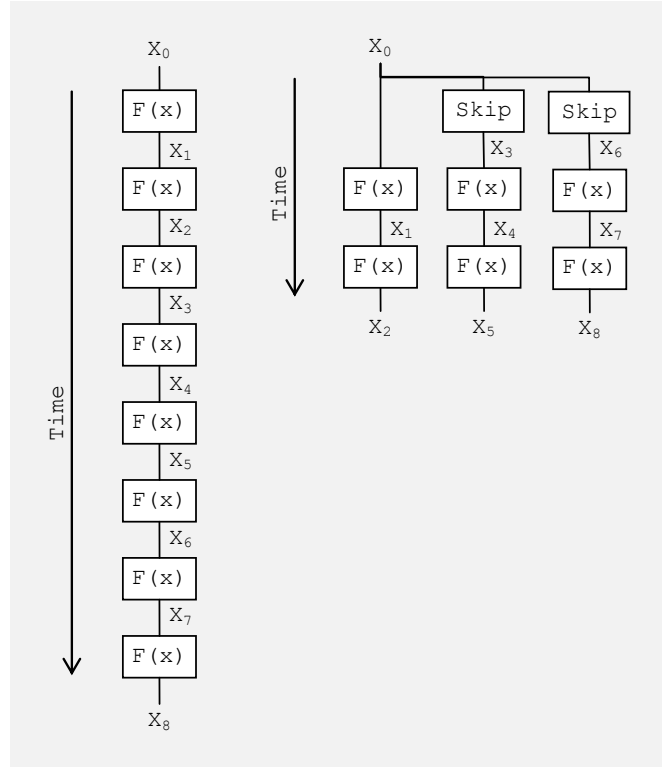 X₀
F(x)
X₁
F(x)
X₂
F(x)
X₃
F(x)
X₄
F(x)
X₅
F(x)
X₆
F(x)
X₇
F(x)
X₈
Time
X₀
Skip Skip
X₃ X₆
F(x) F(x) F(x)
X₁ X₄ X₇
F(x) F(x) F(x)
X₂ X₅ X₈
Time